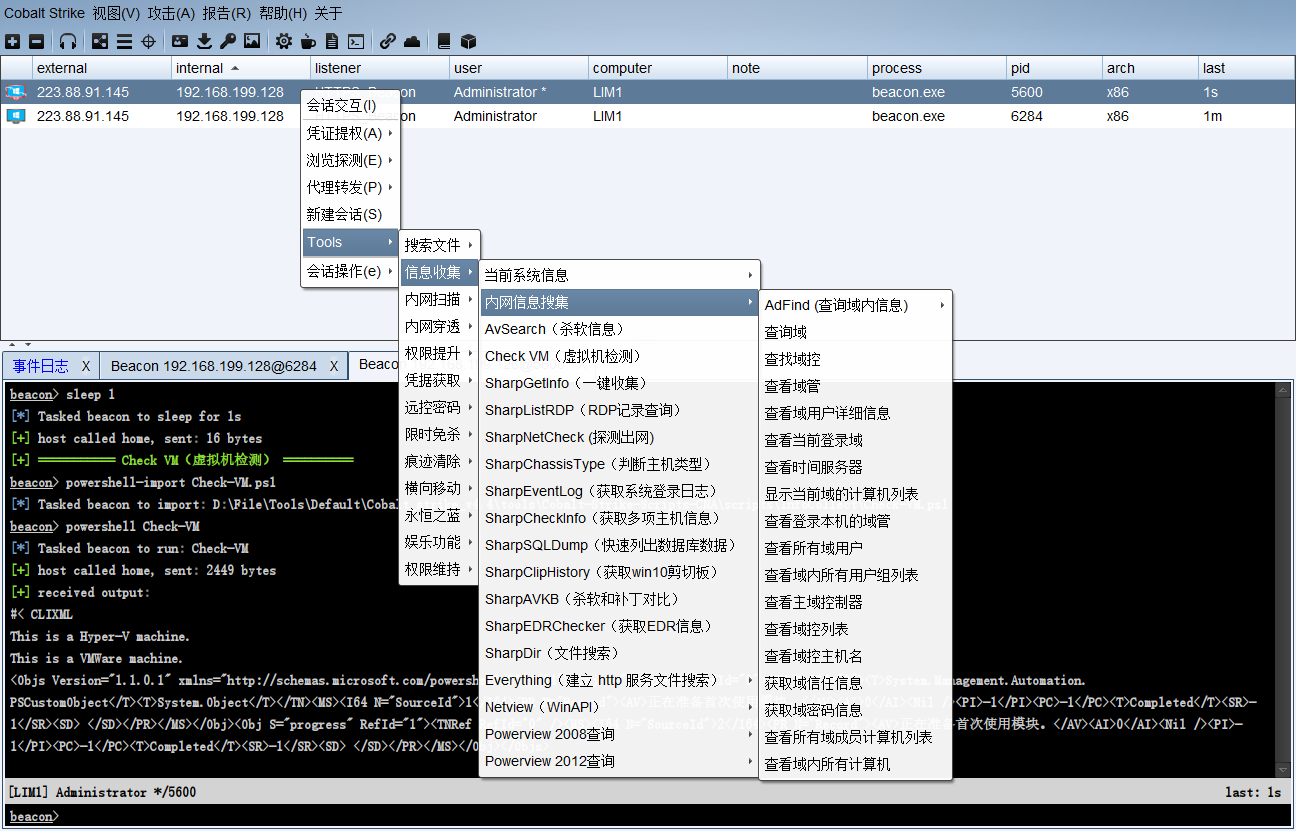 Cobalt Strike 视图(V) 攻击(A) 报告(R) 帮助(H) 关于
external internal listener user computer note process pid arch last
223.88.91.145 192.168.199.128 Administrator * LIM1 beacon.exe 5600 x86 1s
223.88.91.145 192.168.199.128 Administrator LIM1 beacon.exe 6284 x86 1m
会话交互(I)
凭证提权(A)
浏览探测(E)
代理转发(P)
新建会话(S)
Tools
会话操作(e)
搜索文件
信息收集
内网扫描
内网穿透
权限提升
凭据获取
远控密码
限时免杀
痕迹清除
横向移动
永恒之蓝
娱乐功能
权限维持
当前系统信息
内网信息搜集
AvSearch（杀软信息）
Check VM（虚拟机检测）
SharpGetInfo（一键收集）
SharpListRDP（RDP记录查询）
SharpNetCheck (探测出网)
SharpChassisType（判断主机类型）
SharpEventLog（获取系统登录日志）
SharpCheckInfo（获取多项主机信息）
SharpSQLDump（快速列出数据库数据）
SharpClipHistory（获取win10剪切板）
SharpAVKB（杀软和补丁对比）
SharpEDRChecker（获取EDR信息）
SharpDir（文件搜索）
Everything（建立 http 服务文件搜索）
Netview（WinAPI）
Powerview 2008查询
Powerview 2012查询
AdFind (查询域内信息)
查询域
查找域控
查看域管
查看域用户详细信息
查看当前登录域
查看时间服务器
显示当前域的计算机列表
查看登录本机的域管
查看所有域用户
查看域内所有用户组列表
查看主域控制器
查看域控列表
查看域控主机名
获取域信任信息
获取域密码信息
查看所有域成员计算机列表
查看域内所有计算机
事件日志 X Beacon 192.168.199.128@6284 X
beacon> sleep 1
[*] Tasked beacon to sleep for 1s
[+] host called home, sent: 16 bytes
[+] ═══════════ Check VM（虚拟机检测） ══════════
beacon> powershell-import Check-VM.ps1
[*] Tasked beacon to import: D:\File\Tools\Default\Cobal
beacon> powershell Check-VM
[*] Tasked beacon to run: Check-VM
[+] host called home, sent: 2449 bytes
[+] received output:
#< CLIXML
This is a Hyper-V machine.
This is a VMWare machine.
<Objs Version="1.1.0.1" xmlns="http://schemas.microsoft.com/powersh <T>System.Management.Automation.
PSCustomObject</T><T>System.Object</T></TN><MS><I64 N="SourceId">1< </AI><Nil /><PI>-1</PI><PC>-1</PC><T>Completed</T><SR>-
1</SR><SD> </SD></PR></MS></Obj><Obj S="progress" RefId="1"><TNRef 首次使用模块。</AV><AI>0</AI><Nil /><PI>-
1</PI><PC>-1</PC><T>Completed</T><SR>-1</SR><SD> </SD></PR></MS></O
[LIM1] Administrator */5600 last: 1s
beacon>